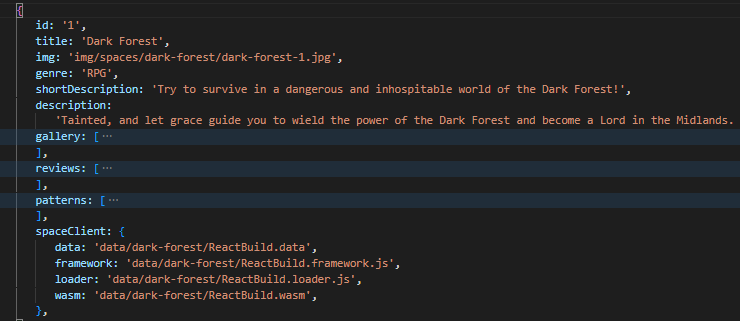 {
id: '1',
title: 'Dark Forest',
img: 'img/spaces/dark-forest/dark-forest-1.jpg',
genre: 'RPG',
shortDescription: 'Try to survive in a dangerous and inhospitable world of the Dark Forest!',
description:
'Tainted, and let grace guide you to wield the power of the Dark Forest and become a Lord in the Midlands.
gallery: [ ···
],
reviews: [ ···
],
patterns: [ ···
],
spaceClient: {
data: 'data/dark-forest/ReactBuild.data',
framework: 'data/dark-forest/ReactBuild.framework.js',
loader: 'data/dark-forest/ReactBuild.loader.js',
wasm: 'data/dark-forest/ReactBuild.wasm',
},